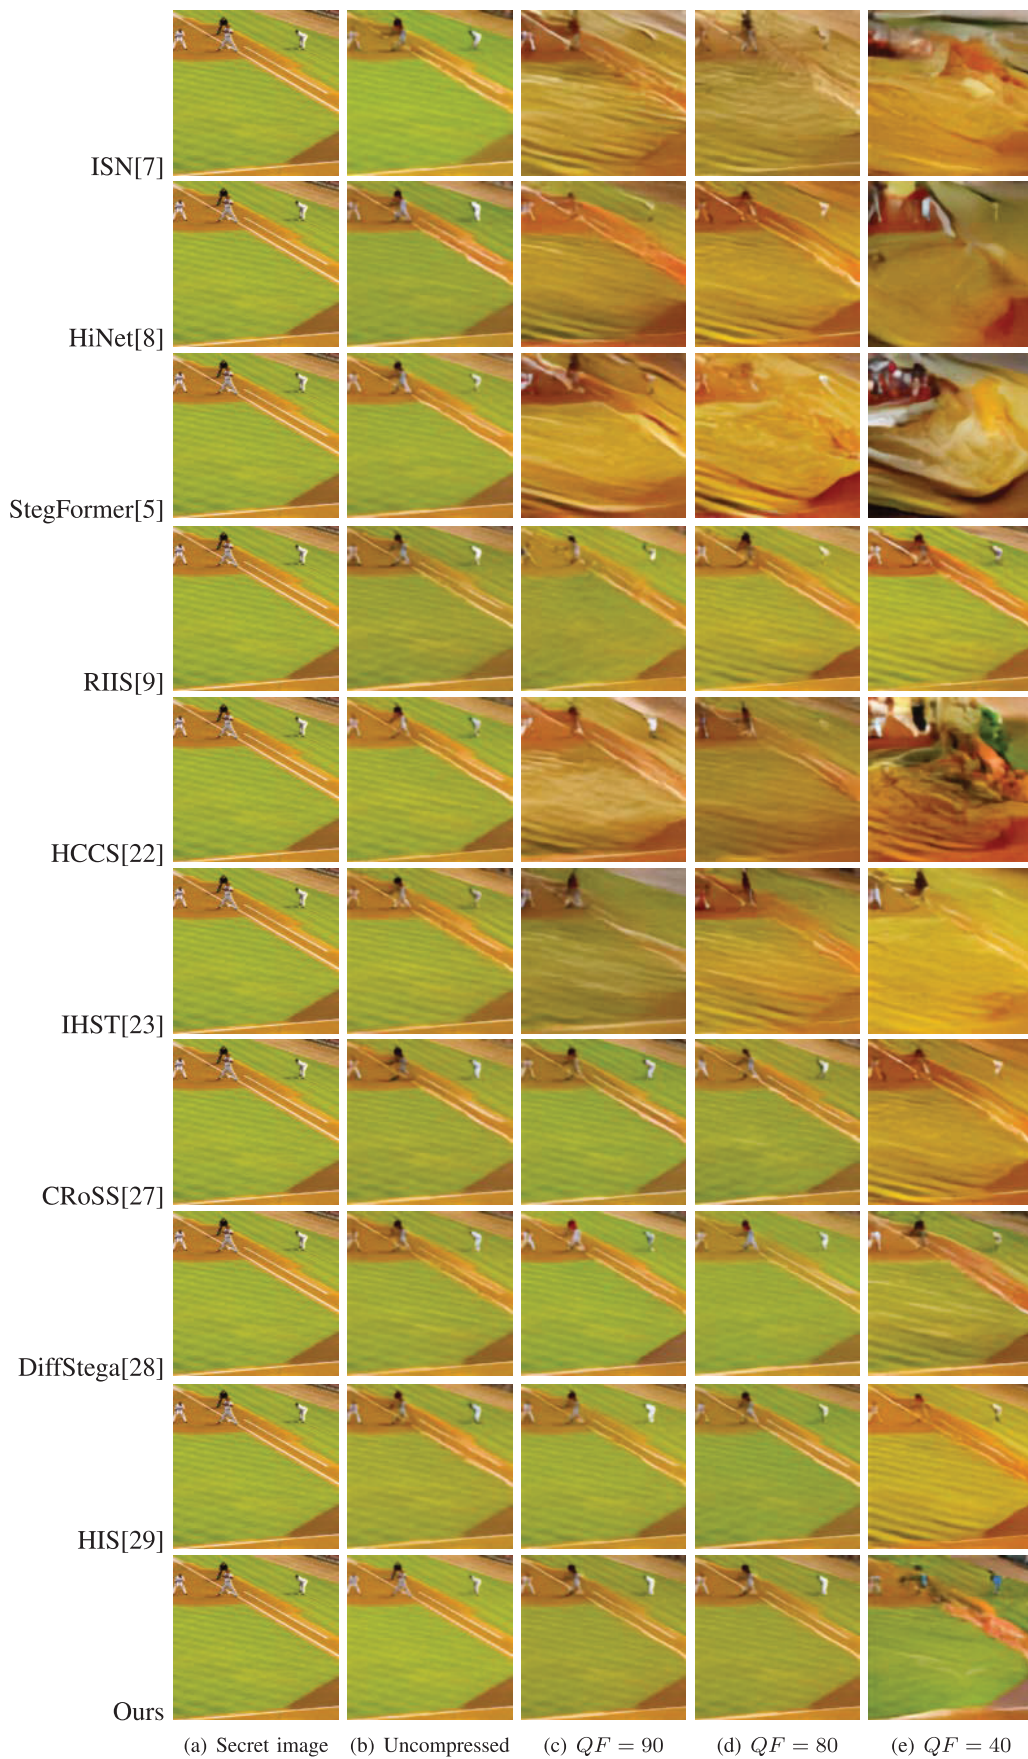 ISN[7]
HiNet[8]
StegFormer[5]
RIIS[9]
HCCS[22]
IHST[23]
CRoSS[27]
DiffStega[28]
HIS[29]
Ours
(a) Secret image (b) Uncompressed (c) QF = 90 (d) QF = 80 (e) QF = 40